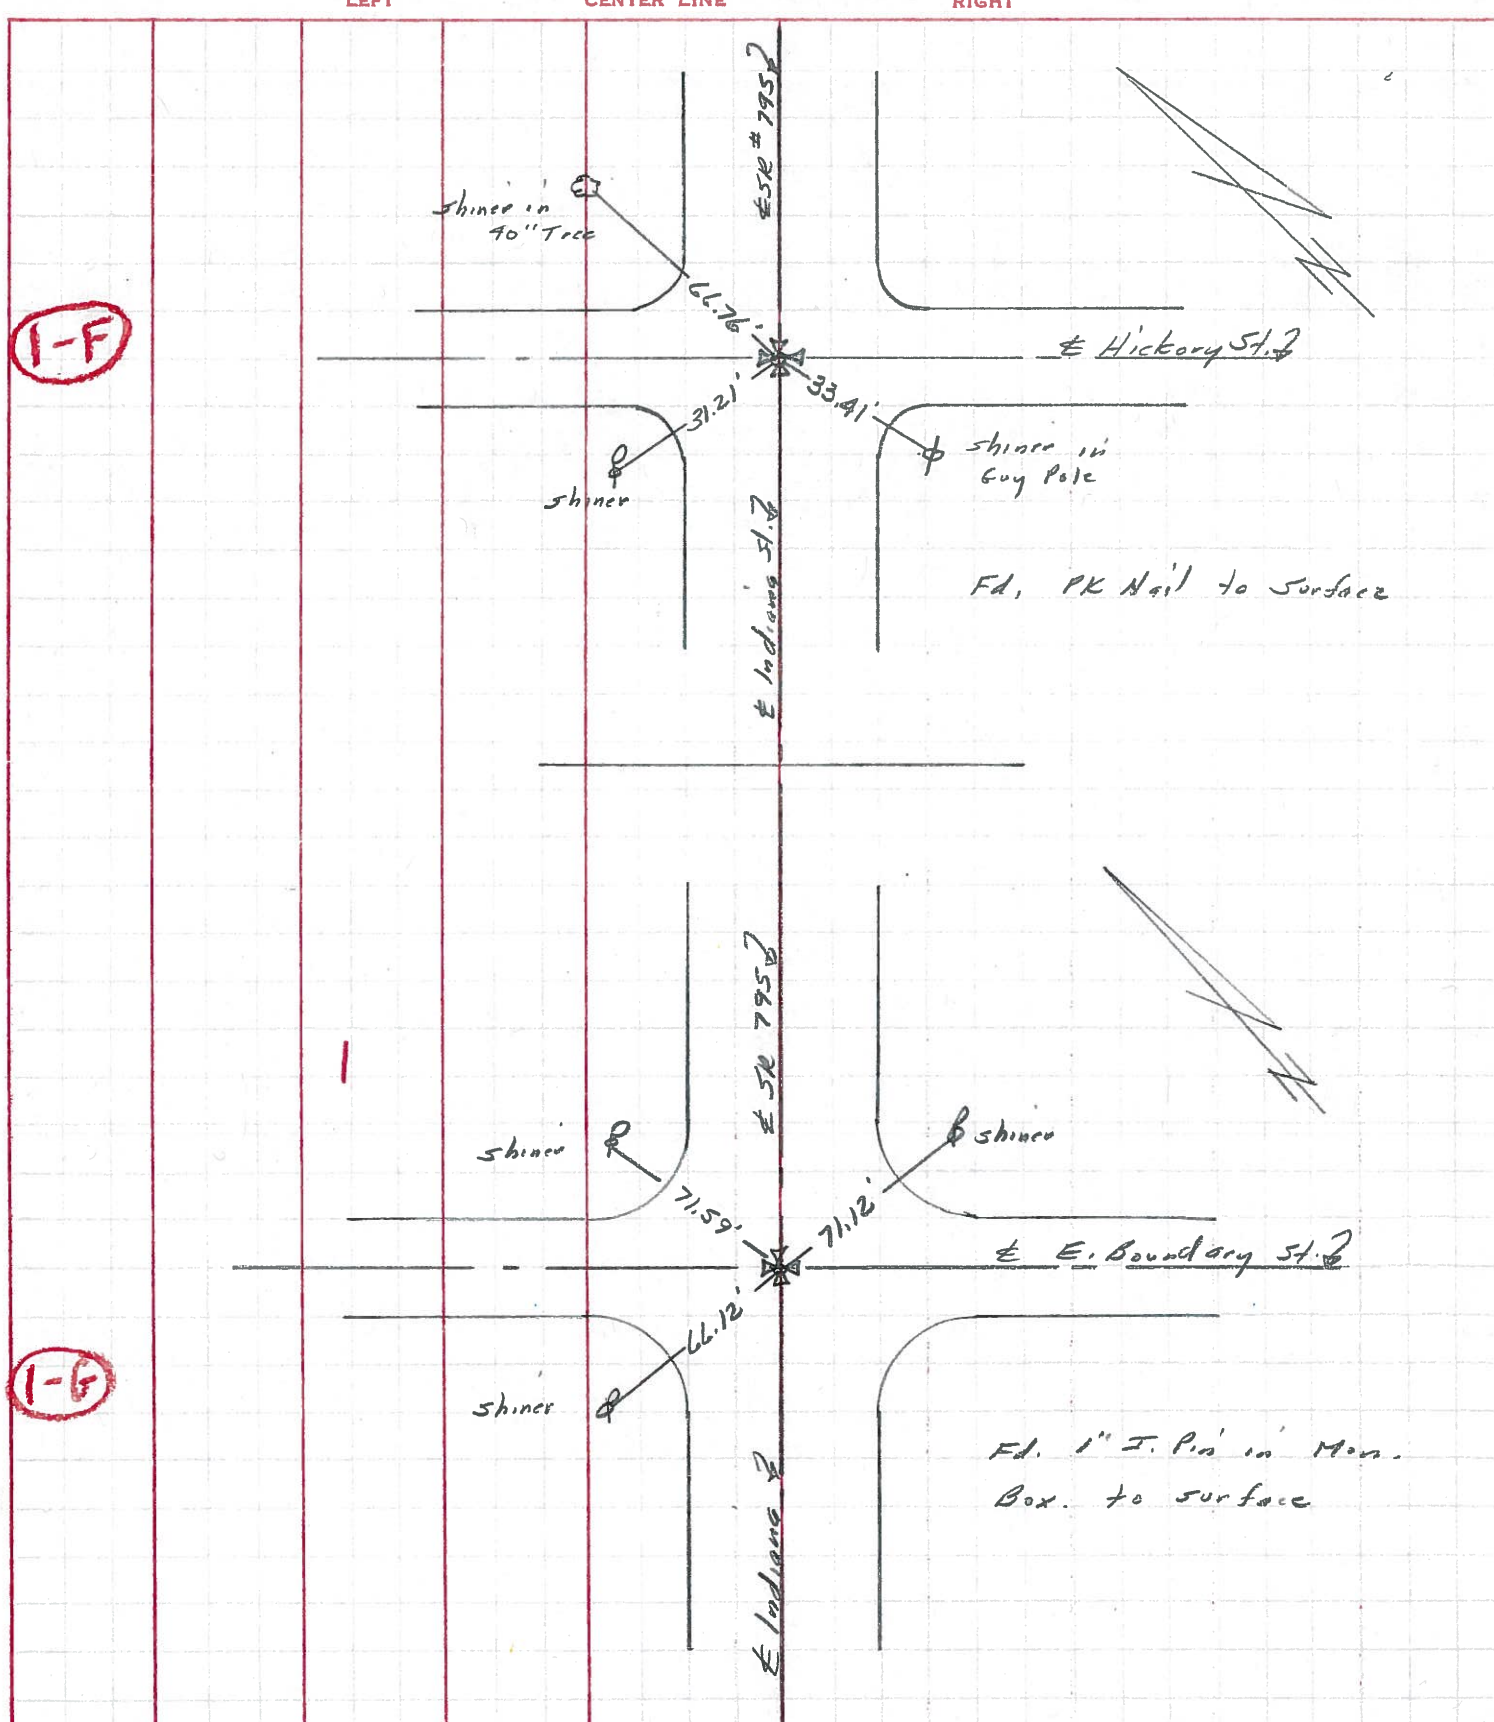 LEFT CENTER LINE RIGHT
℄ SR # 795
shiner in
40" Tree
66.76'
1-F
℄ Hickory St.
31.21'
33.41'
shiner
shiner in
Guy Pole
℄ Indiana St.
Fd. PK Nail to surface
℄ SR 795
1
shiner
shiner
71.59'
71.12'
℄ E. Boundary St.
66.12'
1-G
shiner
Fd. 1" I. Pin in Mon.
Box. to surface
℄ Indiana